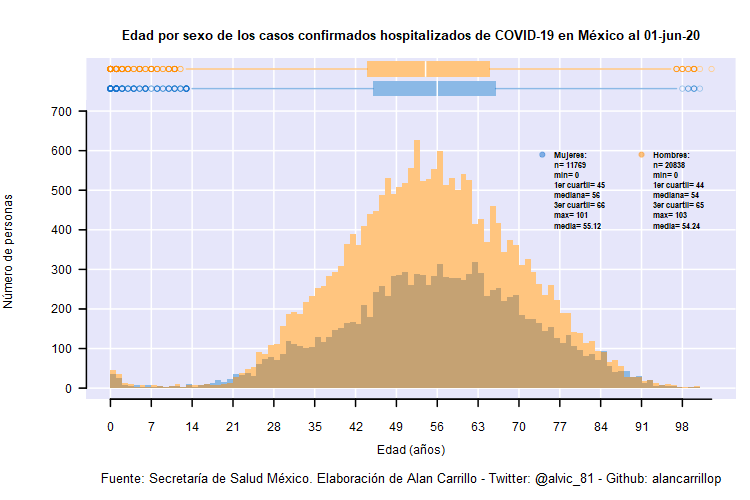 Edad por sexo de los casos confirmados hospitalizados de COVID-19 en México al 01-jun-20
700
600
500
400
300
200
100
0
Número de personas
Mujeres:
n= 11769
min= 0
1er cuartil= 45
mediana= 56
3er cuartil= 66
max= 101
media= 55.12
Hombres:
n= 20838
min= 0
1er cuartil= 44
mediana= 54
3er cuartil= 65
max= 103
media= 54.24
0 7 14 21 28 35 42 49 56 63 70 77 84 91 98
Edad (años)
Fuente: Secretaría de Salud México. Elaboración de Alan Carrillo - Twitter: @alvic_81 - Github: alancarrillop